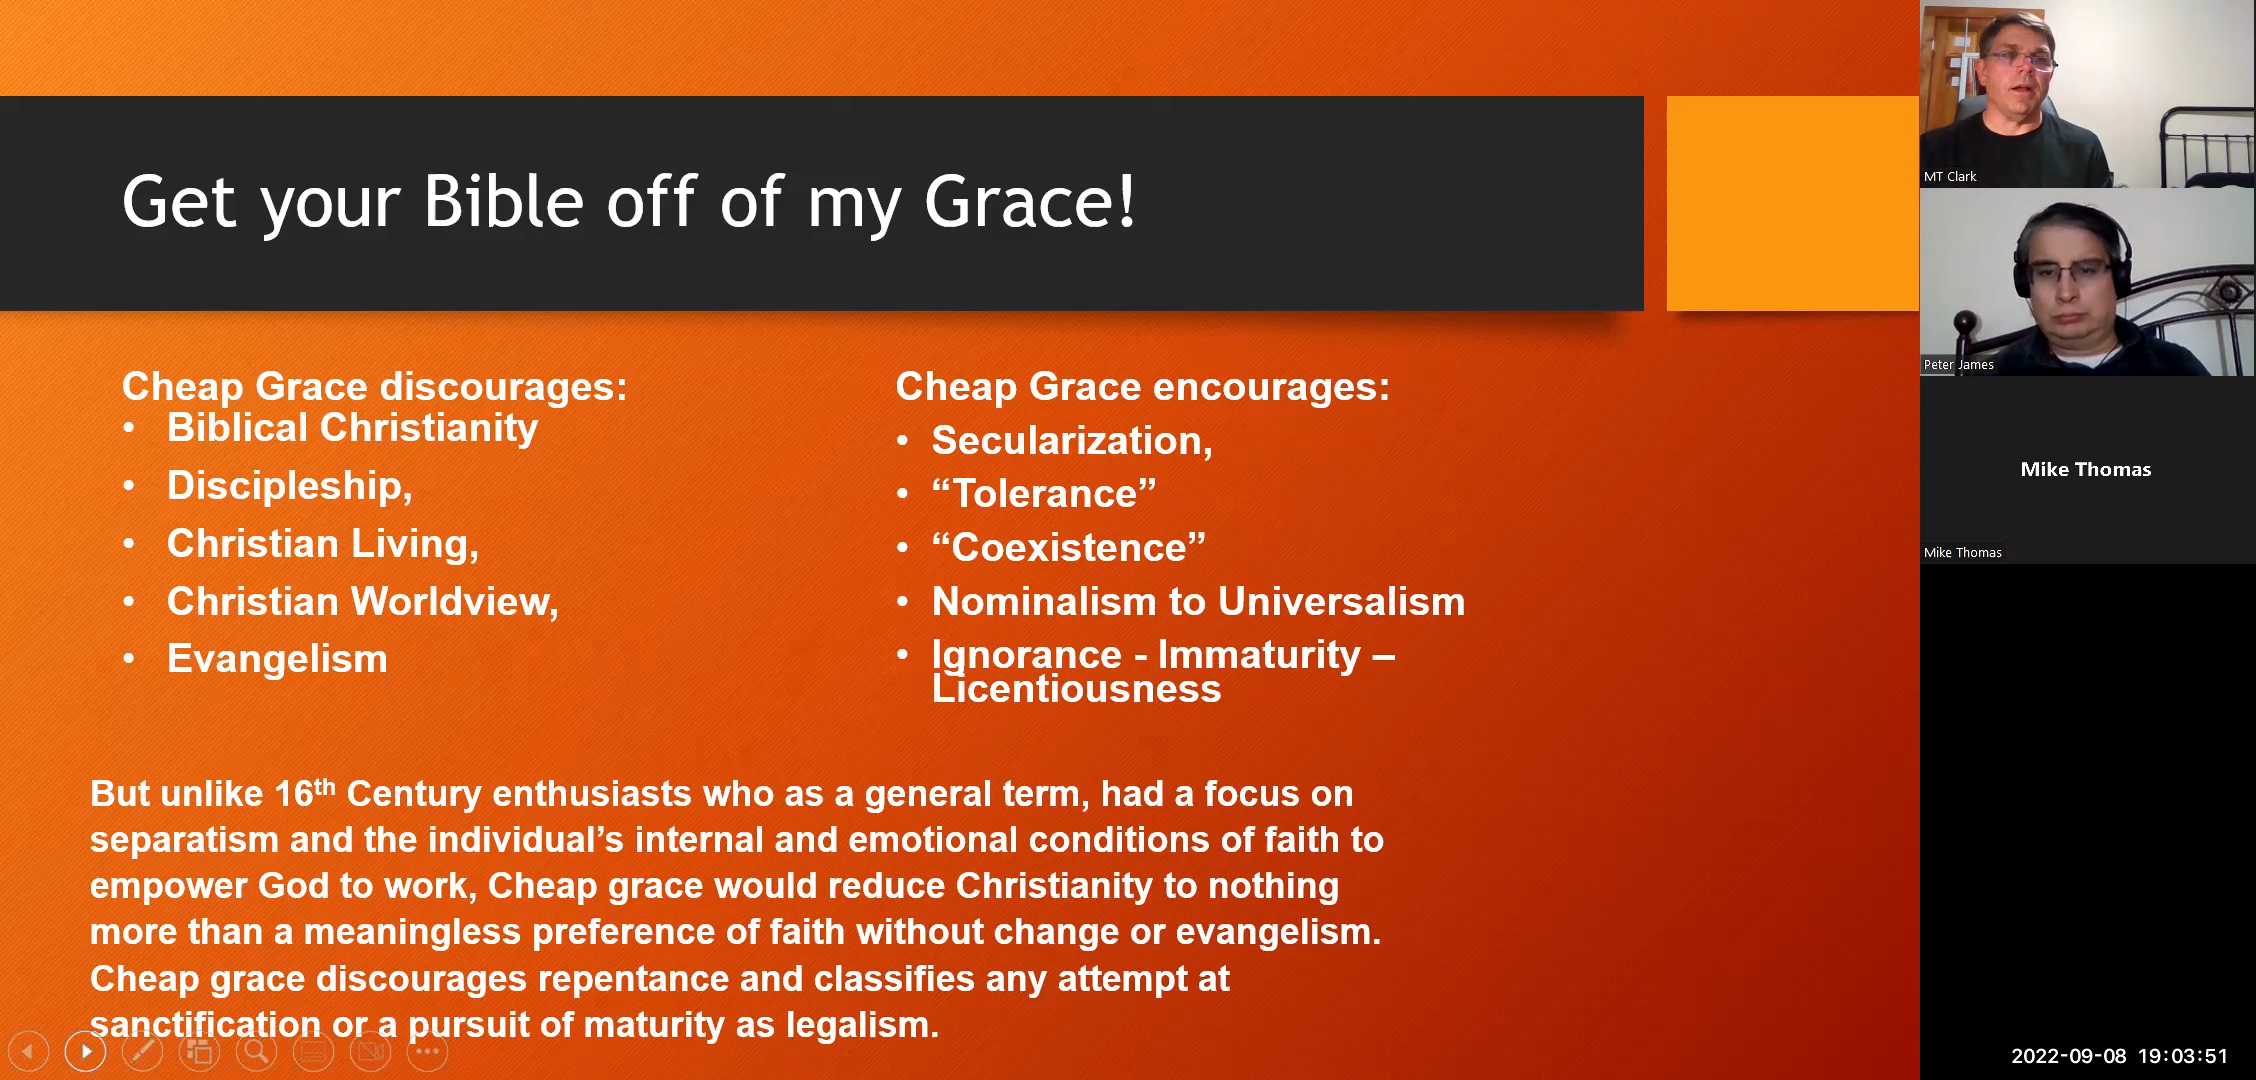 Get your Bible off of my Grace!
Cheap Grace discourages:
• Biblical Christianity
• Discipleship,
• Christian Living,
• Christian Worldview,
• Evangelism
Cheap Grace encourages:
• Secularization,
• “Tolerance”
• “Coexistence”
• Nominalism to Universalism
• Ignorance - Immaturity –
Licentiousness
But unlike 16th Century enthusiasts who as a general term, had a focus on
separatism and the individual’s internal and emotional conditions of faith to
empower God to work, Cheap grace would reduce Christianity to nothing
more than a meaningless preference of faith without change or evangelism.
Cheap grace discourages repentance and classifies any attempt at
sanctification or a pursuit of maturity as legalism.
MT Clark
Peter James
Mike Thomas
Mike Thomas
2022-09-08 19:03:51